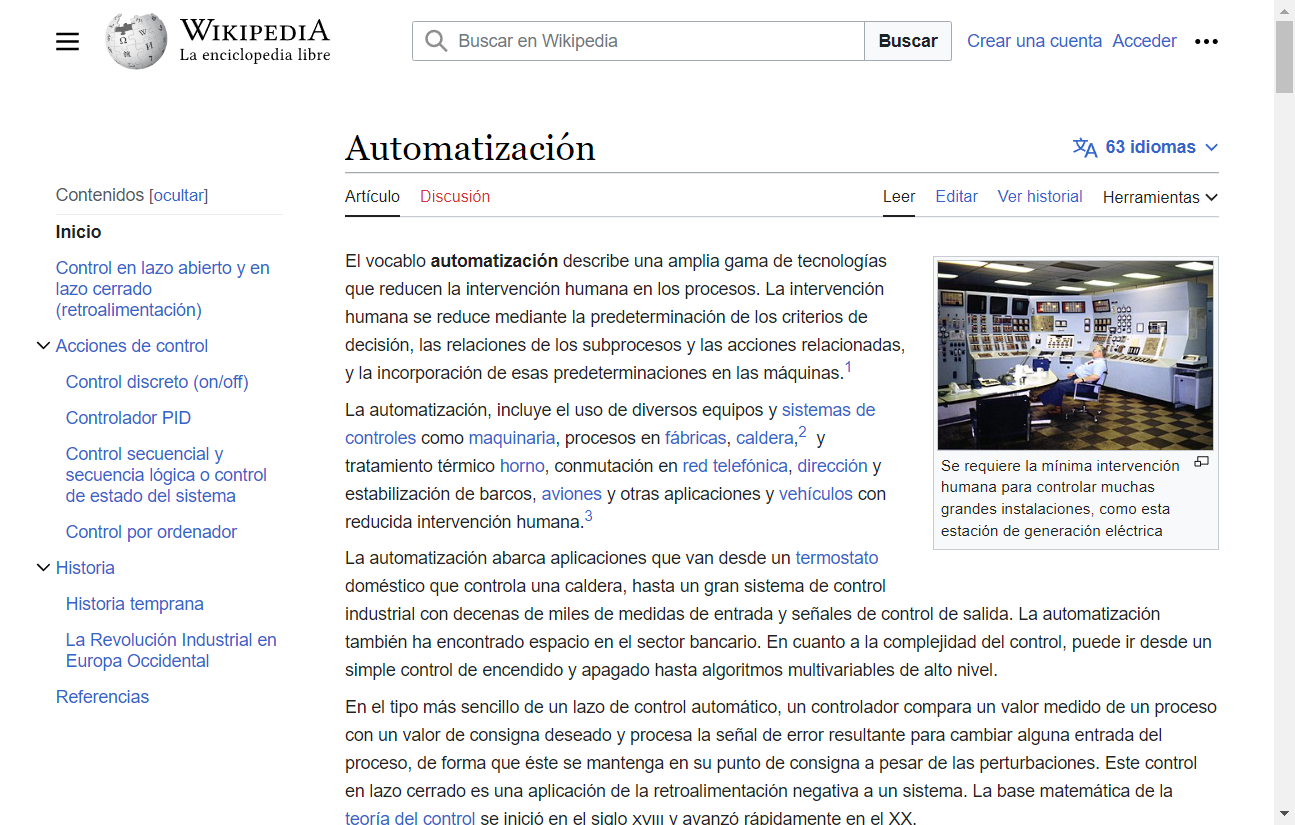 WIKIPEDIA
La enciclopedia libre
Buscar en Wikipedia
Buscar
Crear una cuenta
Acceder
Automatización
63 idiomas
Artículo
Discusión
Leer
Editar
Ver historial
Herramientas
Contenidos [ocultar]
Inicio
Control en lazo abierto y en
lazo cerrado
(retroalimentación)
Acciones de control
Control discreto (on/off)
Controlador PID
Control secuencial y
secuencia lógica o control
de estado del sistema
Control por ordenador
Historia
Historia temprana
La Revolución Industrial en
Europa Occidental
Referencias
El vocablo automatización describe una amplia gama de tecnologías
que reducen la intervención humana en los procesos. La intervención
humana se reduce mediante la predeterminación de los criterios de
decisión, las relaciones de los subprocesos y las acciones relacionadas,
y la incorporación de esas predeterminaciones en las máquinas.1
La automatización, incluye el uso de diversos equipos y sistemas de
controles como maquinaria, procesos en fábricas, caldera,2 y
tratamiento térmico horno, conmutación en red telefónica, dirección y
estabilización de barcos, aviones y otras aplicaciones y vehículos con
reducida intervención humana.3
Se requiere la mínima intervención
humana para controlar muchas
grandes instalaciones, como esta
estación de generación eléctrica
La automatización abarca aplicaciones que van desde un termostato
doméstico que controla una caldera, hasta un gran sistema de control
industrial con decenas de miles de medidas de entrada y señales de control de salida. La automatización
también ha encontrado espacio en el sector bancario. En cuanto a la complejidad del control, puede ir desde un
simple control de encendido y apagado hasta algoritmos multivariables de alto nivel.
En el tipo más sencillo de un lazo de control automático, un controlador compara un valor medido de un proceso
con un valor de consigna deseado y procesa la señal de error resultante para cambiar alguna entrada del
proceso, de forma que éste se mantenga en su punto de consigna a pesar de las perturbaciones. Este control
en lazo cerrado es una aplicación de la retroalimentación negativa a un sistema. La base matemática de la
teoría del control se inició en el siglo XVIII y avanzó rápidamente en el XX.